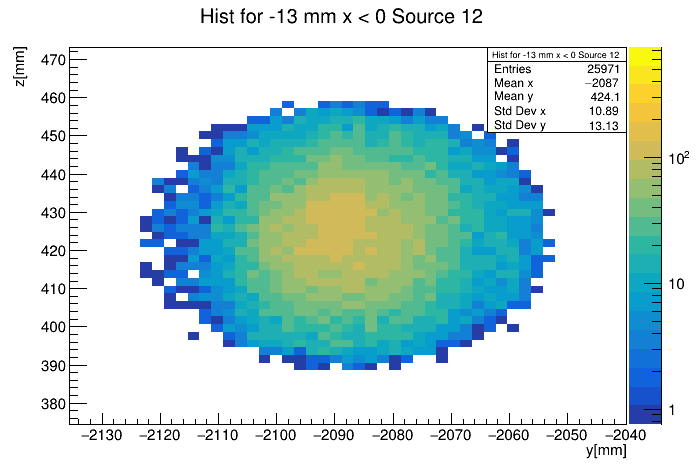 Hist for -13 mm x < 0 Source 12
z[mm]
Hist for -13 mm x < 0 Source 12
Entries 25971
Mean x −2087
Mean y 424.1
Std Dev x 10.89
Std Dev y 13.13
470
460
450
440
430
420
410
400
390
380
10²
10
1
−2130 −2120 −2110 −2100 −2090 −2080 −2070 −2060 −2050 −2040
y[mm]